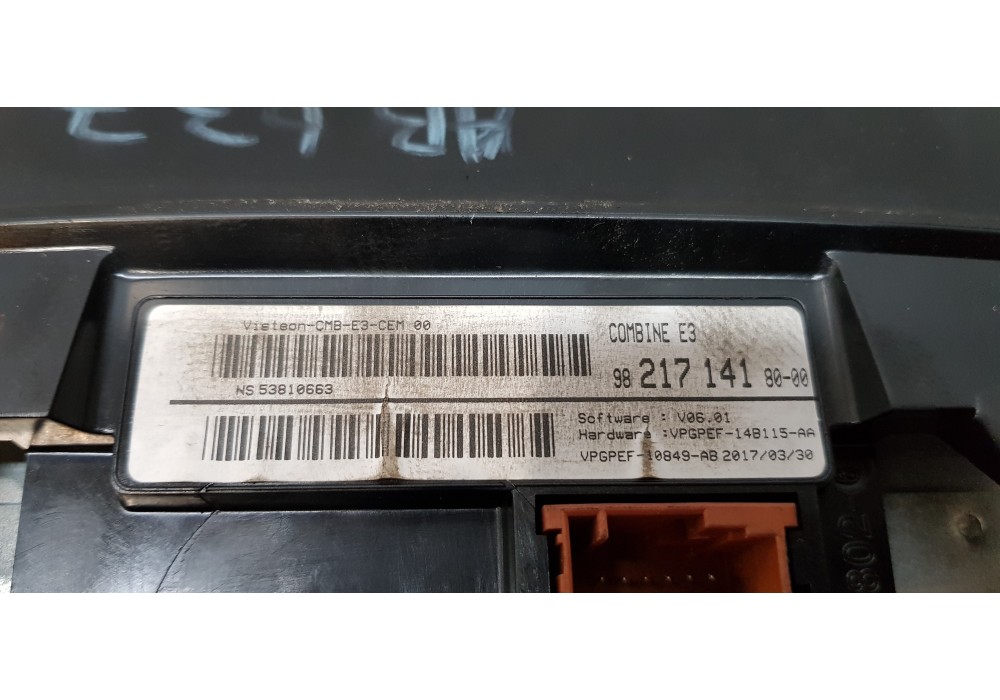 Visteon-CMB-E3-CEM 00
COMBINE E3
98 217 141 80-00
NS 53810663
Software : V06.01
Hardware :VPGPEF-14B115-AA
VPGPEF-10849-AB 2017/03/30